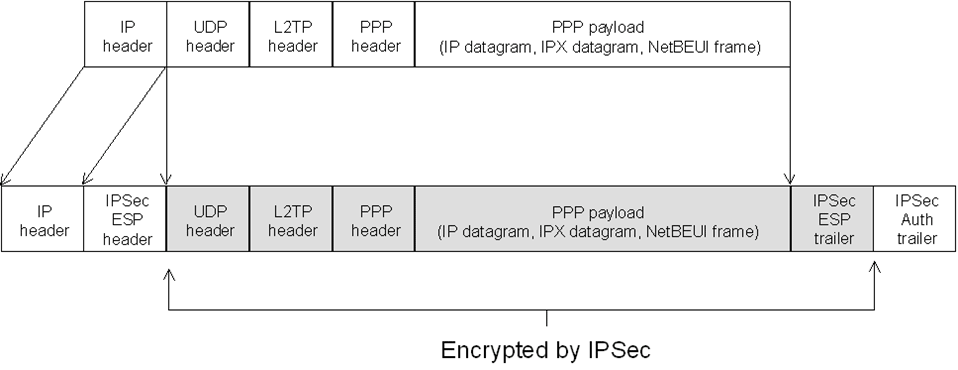 IP
header
UDP
header
L2TP
header
PPP
header
PPP payload
(IP datagram, IPX datagram, NetBEUI frame)
IP
header
IPSec
ESP
header
UDP
header
L2TP
header
PPP
header
PPP payload
(IP datagram, IPX datagram, NetBEUI frame)
IPSec
ESP
trailer
IPSec
Auth
trailer
Encrypted by IPSec